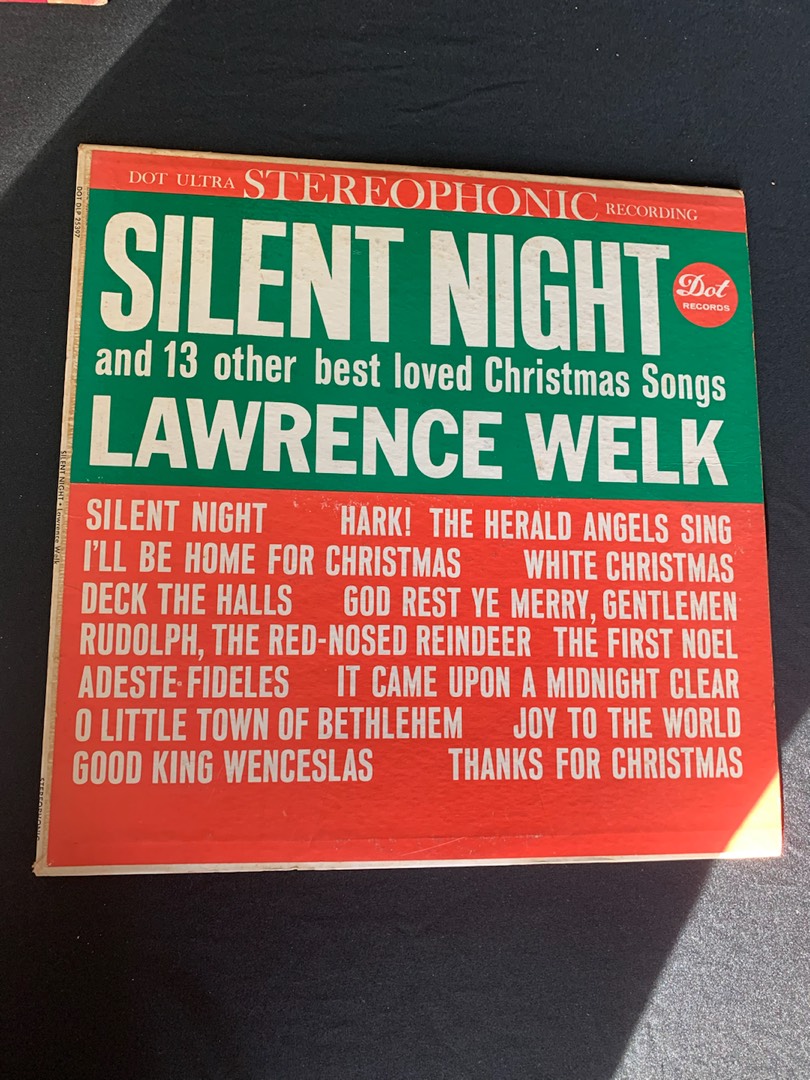 DOT ULTRA STEREOPHONIC RECORDING
DOT DLP 25397
SILENT NIGHT
Dot
RECORDS
and 13 other best loved Christmas Songs
LAWRENCE WELK
SILENT NIGHT HARK! THE HERALD ANGELS SING
I'LL BE HOME FOR CHRISTMAS WHITE CHRISTMAS
DECK THE HALLS GOD REST YE MERRY, GENTLEMEN
RUDOLPH, THE RED-NOSED REINDEER THE FIRST NOEL
ADESTE-FIDELES IT CAME UPON A MIDNIGHT CLEAR
O LITTLE TOWN OF BETHLEHEM JOY TO THE WORLD
GOOD KING WENCESLAS THANKS FOR CHRISTMAS
SILENT NIGHT • Lawrence Welk